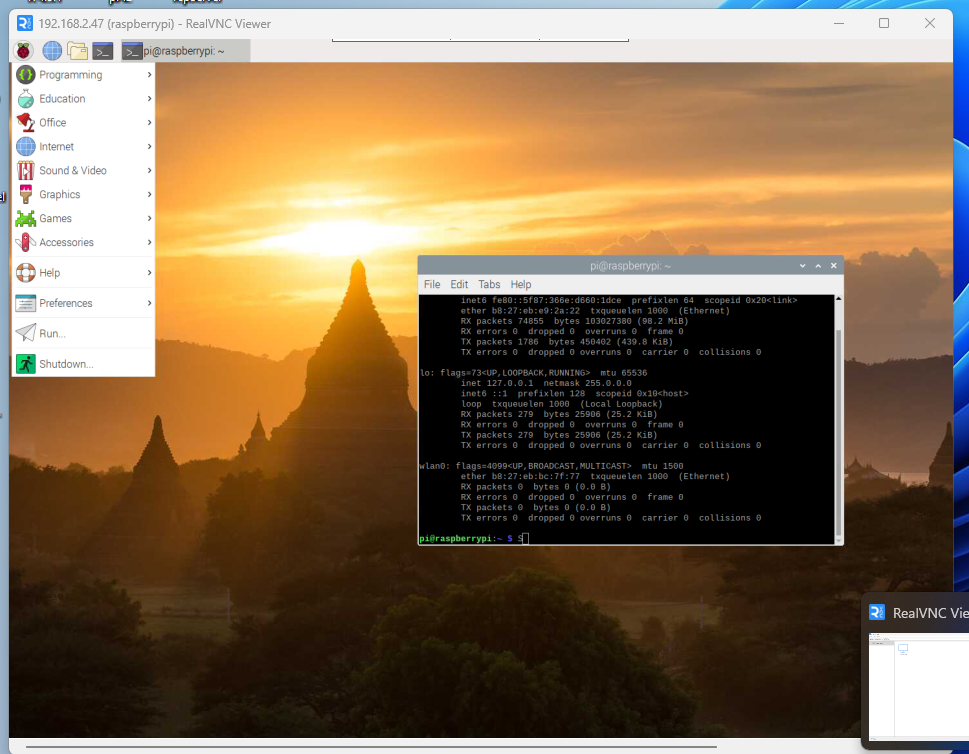 192.168.2.47 (raspberrypi) - RealVNC Viewer
pi@raspberrypi: ~
Programming
Education
Office
Internet
Sound & Video
Graphics
Games
Accessories
Help
Preferences
Run...
Shutdown...
pi@raspberrypi: ~
File Edit Tabs Help
inet6 fe80::5f87:366e:d660:1dce prefixlen 64 scopeid 0x20<link>
ether b8:27:eb:e9:2a:22 txqueuelen 1000 (Ethernet)
RX packets 74855 bytes 103027380 (98.2 MiB)
RX errors 0 dropped 0 overruns 0 frame 0
TX packets 1786 bytes 450402 (439.8 KiB)
TX errors 0 dropped 0 overruns 0 carrier 0 collisions 0
lo: flags=73<UP,LOOPBACK,RUNNING> mtu 65536
inet 127.0.0.1 netmask 255.0.0.0
inet6 ::1 prefixlen 128 scopeid 0x10<host>
loop txqueuelen 1000 (Local Loopback)
RX packets 279 bytes 25906 (25.2 KiB)
RX errors 0 dropped 0 overruns 0 frame 0
TX packets 279 bytes 25906 (25.2 KiB)
TX errors 0 dropped 0 overruns 0 carrier 0 collisions 0
wlan0: flags=4099<UP,BROADCAST,MULTICAST> mtu 1500
ether b8:27:eb:bc:7f:77 txqueuelen 1000 (Ethernet)
RX packets 0 bytes 0 (0.0 B)
RX errors 0 dropped 0 overruns 0 frame 0
TX packets 0 bytes 0 (0.0 B)
TX errors 0 dropped 0 overruns 0 carrier 0 collisions 0
pi@raspberrypi:~ $ S
RealVNC Vie